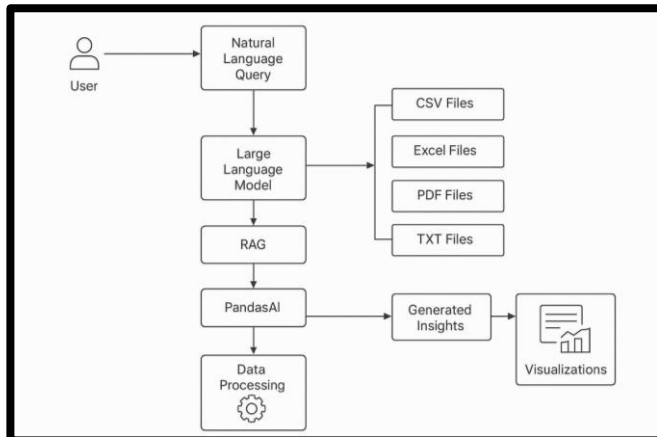 User
Natural
Language
Query
Large
Language
Model
CSV Files
Excel Files
PDF Files
TXT Files
RAG
PandasAI
Generated
Insights
Visualizations
Data
Processing